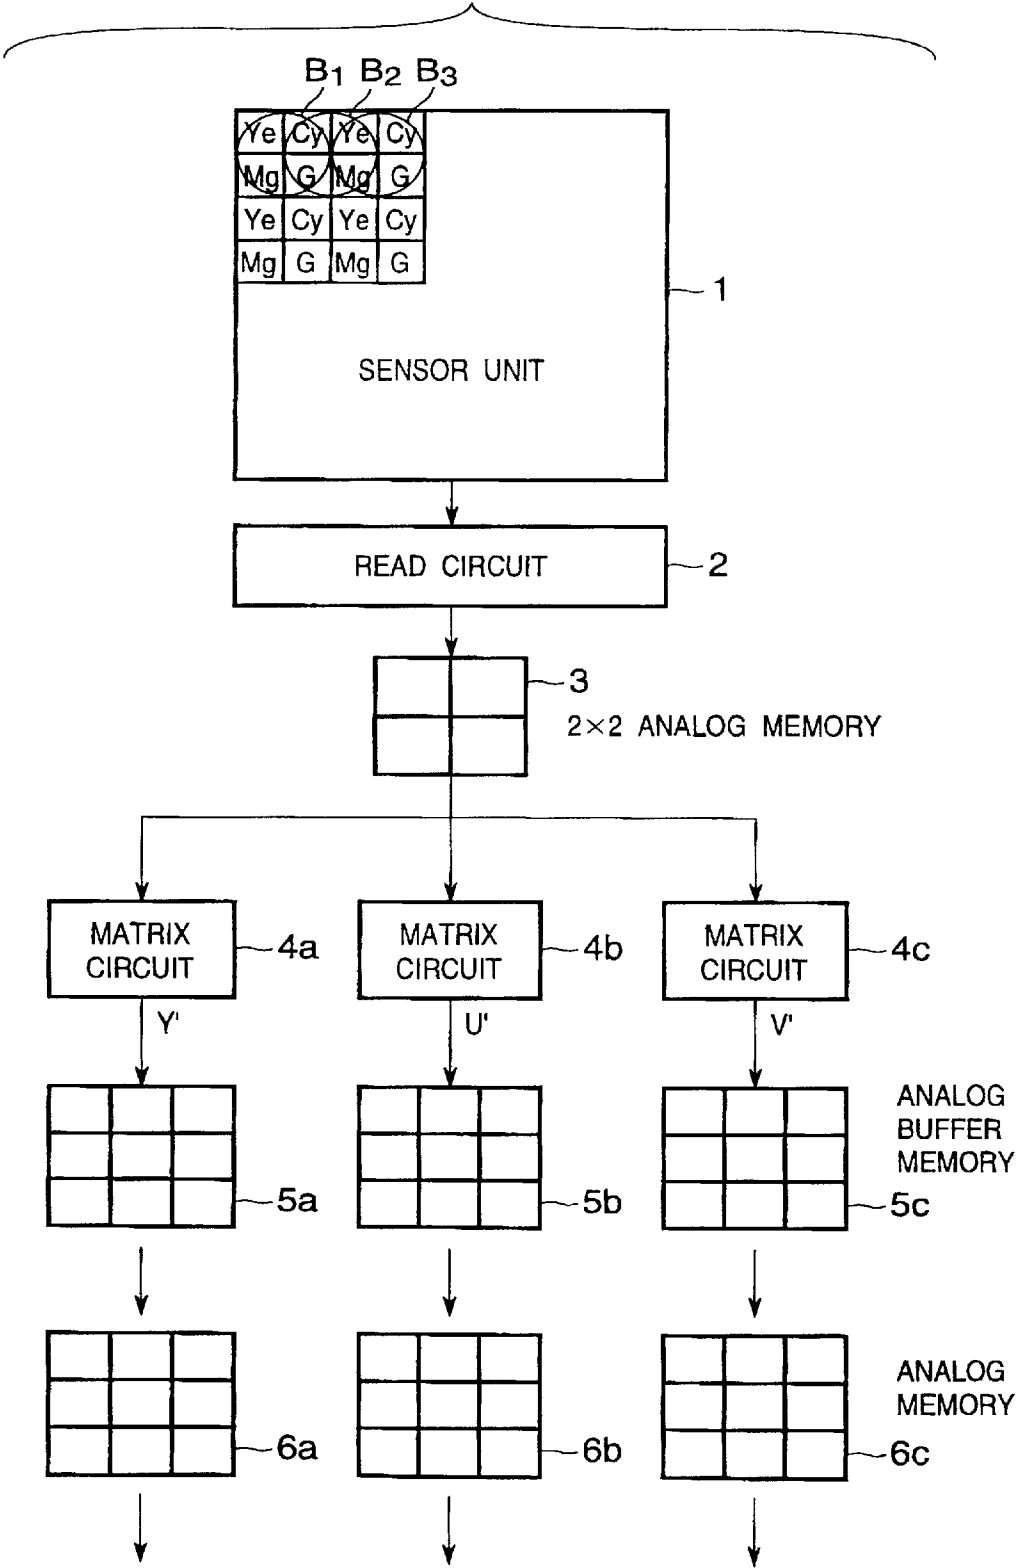 B1 B2 B3
Ye Cy Ye Cy
Mg G Mg G
Ye Cy Ye Cy
Mg G Mg G
1
SENSOR UNIT
READ CIRCUIT
2
3
2×2 ANALOG MEMORY
MATRIX
CIRCUIT
4a
MATRIX
CIRCUIT
4b
MATRIX
CIRCUIT
4c
Y'
U'
V'
ANALOG
BUFFER
MEMORY
5a
5b
5c
ANALOG
MEMORY
6a
6b
6c